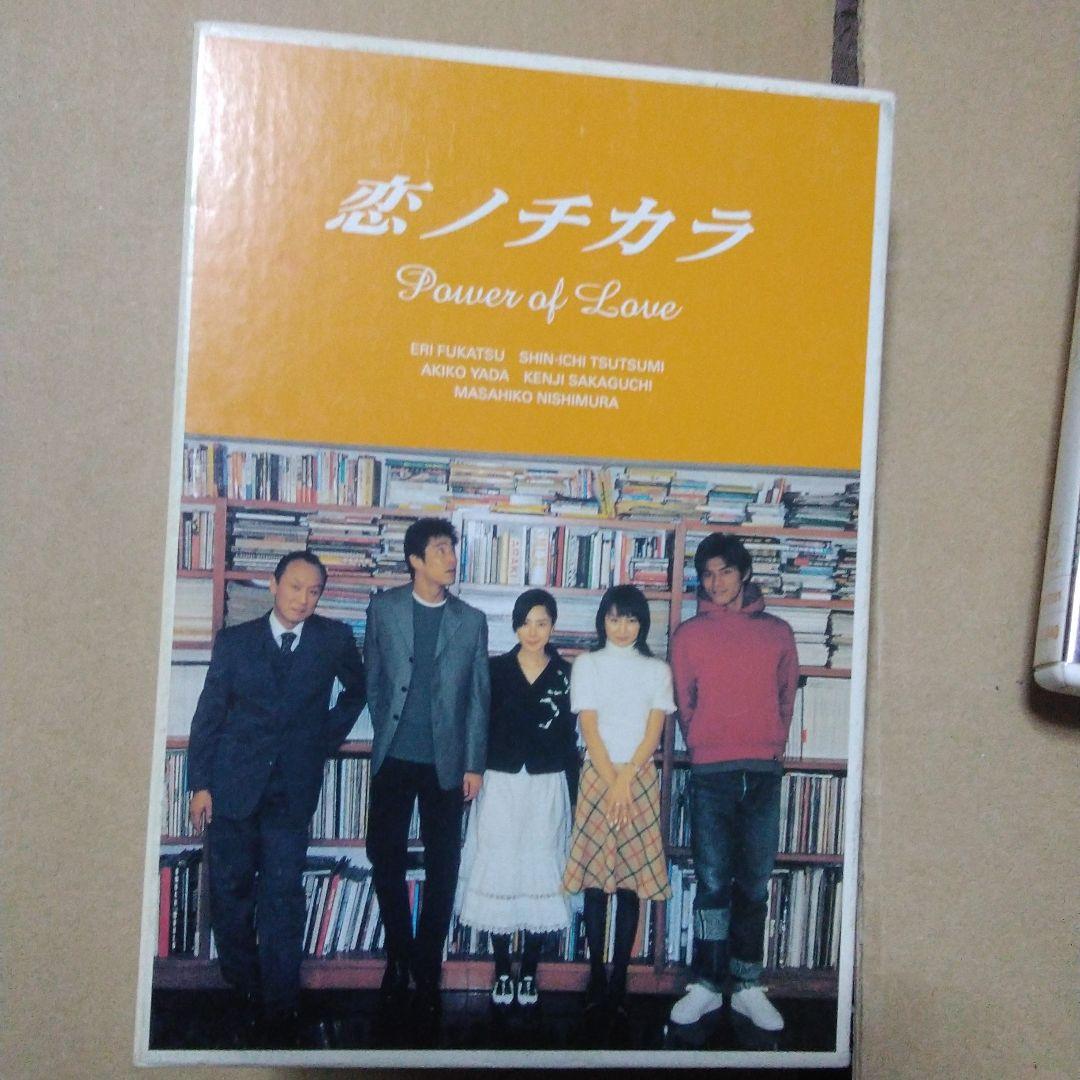 恋ノチカラ
Power of Love
ERI FUKATSU SHIN-ICHI TSUTSUMI
AKIKO YADA KENJI SAKAGUCHI
MASAHIKO NISHIMURA